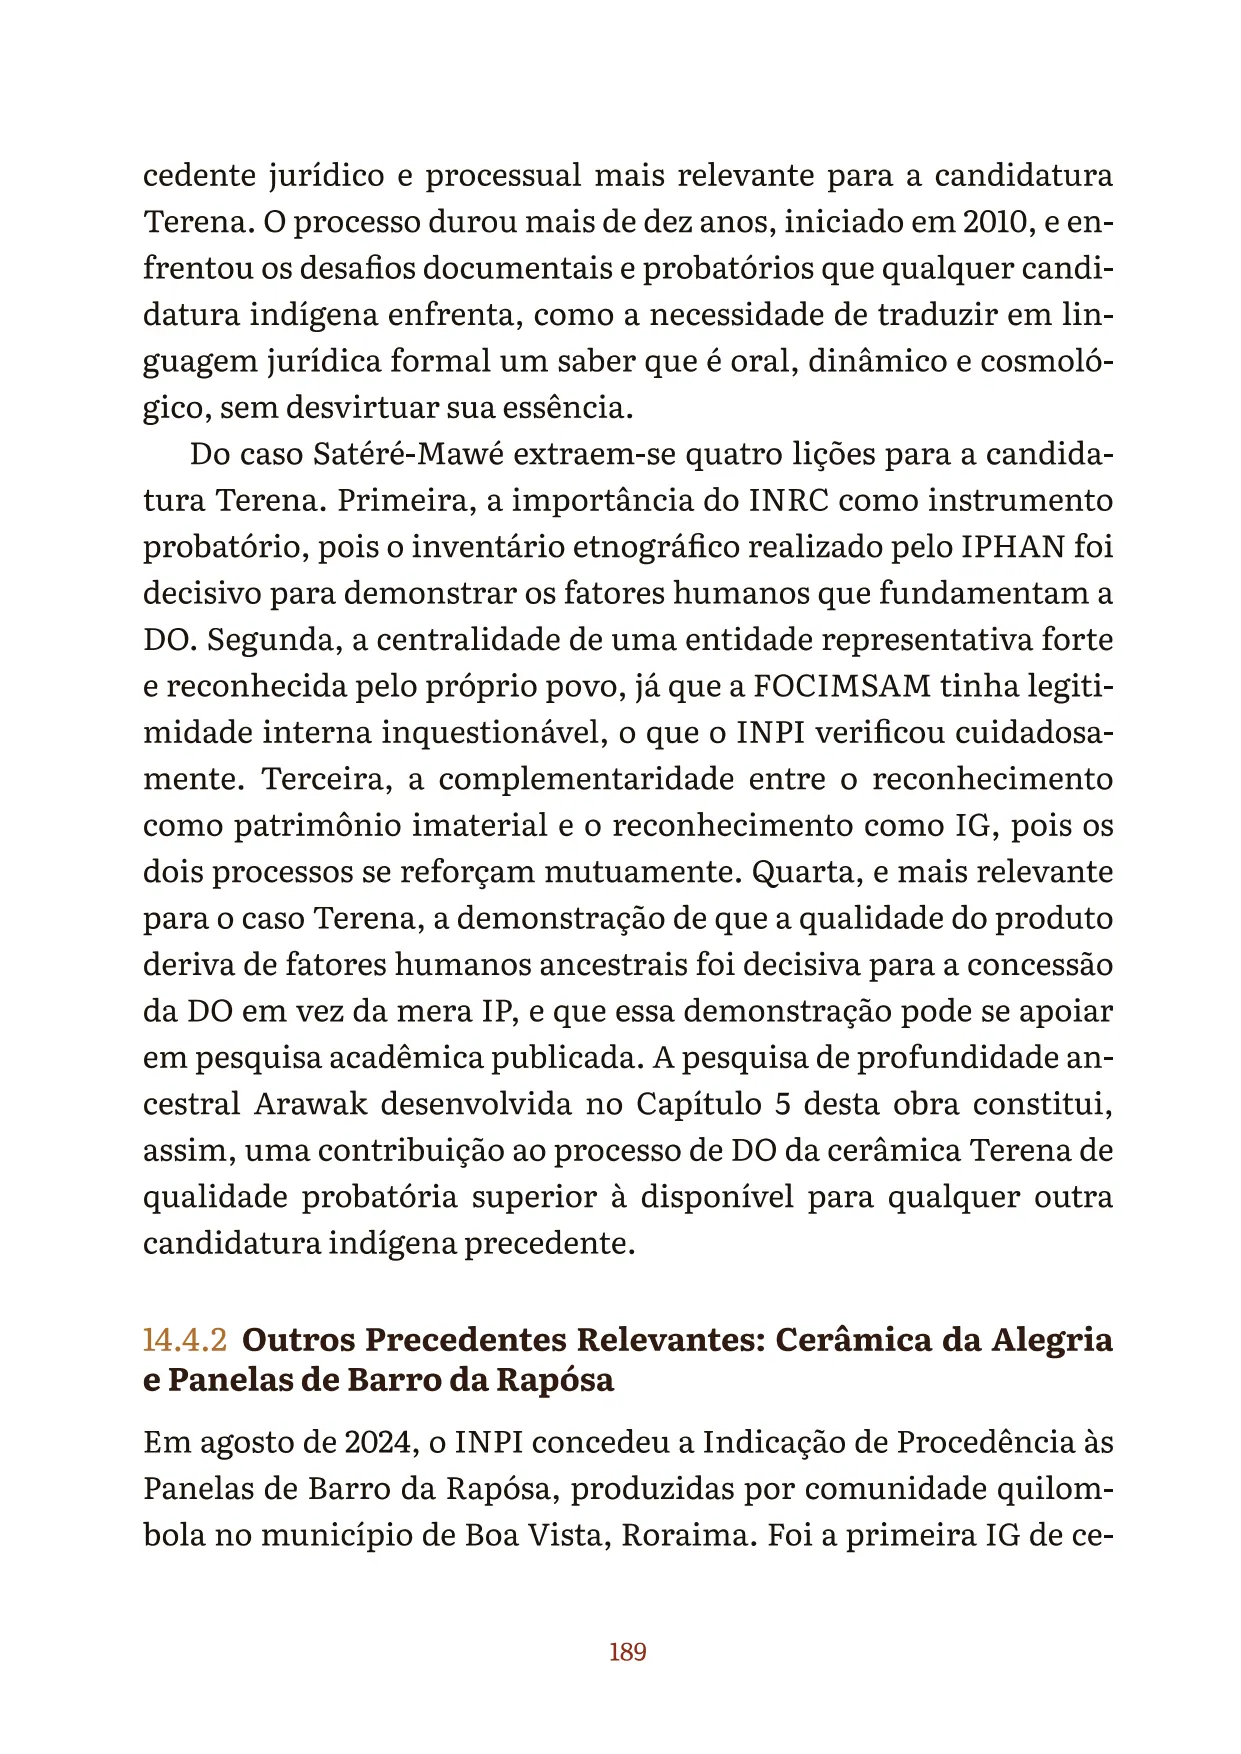 cedente jurídico e processual mais relevante para a candidatura
Terena. O processo durou mais de dez anos, iniciado em 2010, e en-
frentou os desafios documentais e probatórios que qualquer candi-
datura indígena enfrenta, como a necessidade de traduzir em lin-
guagem jurídica formal um saber que é oral, dinâmico e cosmoló-
gico, sem desvirtuar sua essência.
Do caso Satéré-Mawé extraem-se quatro lições para a candida-
tura Terena. Primeira, a importância do INRC como instrumento
probatório, pois o inventário etnográfico realizado pelo IPHAN foi
decisivo para demonstrar os fatores humanos que fundamentam a
DO. Segunda, a centralidade de uma entidade representativa forte
e reconhecida pelo próprio povo, já que a FOCIMSAM tinha legiti-
midade interna inquestionável, o que o INPI verificou cuidadosa-
mente. Terceira, a complementaridade entre o reconhecimento
como patrimônio imaterial e o reconhecimento como IG, pois os
dois processos se reforçam mutuamente. Quarta, e mais relevante
para o caso Terena, a demonstração de que a qualidade do produto
deriva de fatores humanos ancestrais foi decisiva para a concessão
da DO em vez da mera IP, e que essa demonstração pode se apoiar
em pesquisa acadêmica publicada. A pesquisa de profundidade an-
cestral Arawak desenvolvida no Capítulo 5 desta obra constitui,
assim, uma contribuição ao processo de DO da cerâmica Terena de
qualidade probatória superior à disponível para qualquer outra
candidatura indígena precedente.
14.4.2 Outros Precedentes Relevantes: Cerâmica da Alegria
e Panelas de Barro da Rapósa
Em agosto de 2024, o INPI concedeu a Indicação de Procedência às
Panelas de Barro da Rapósa, produzidas por comunidade quilom-
bola no município de Boa Vista, Roraima. Foi a primeira IG de ce-
189